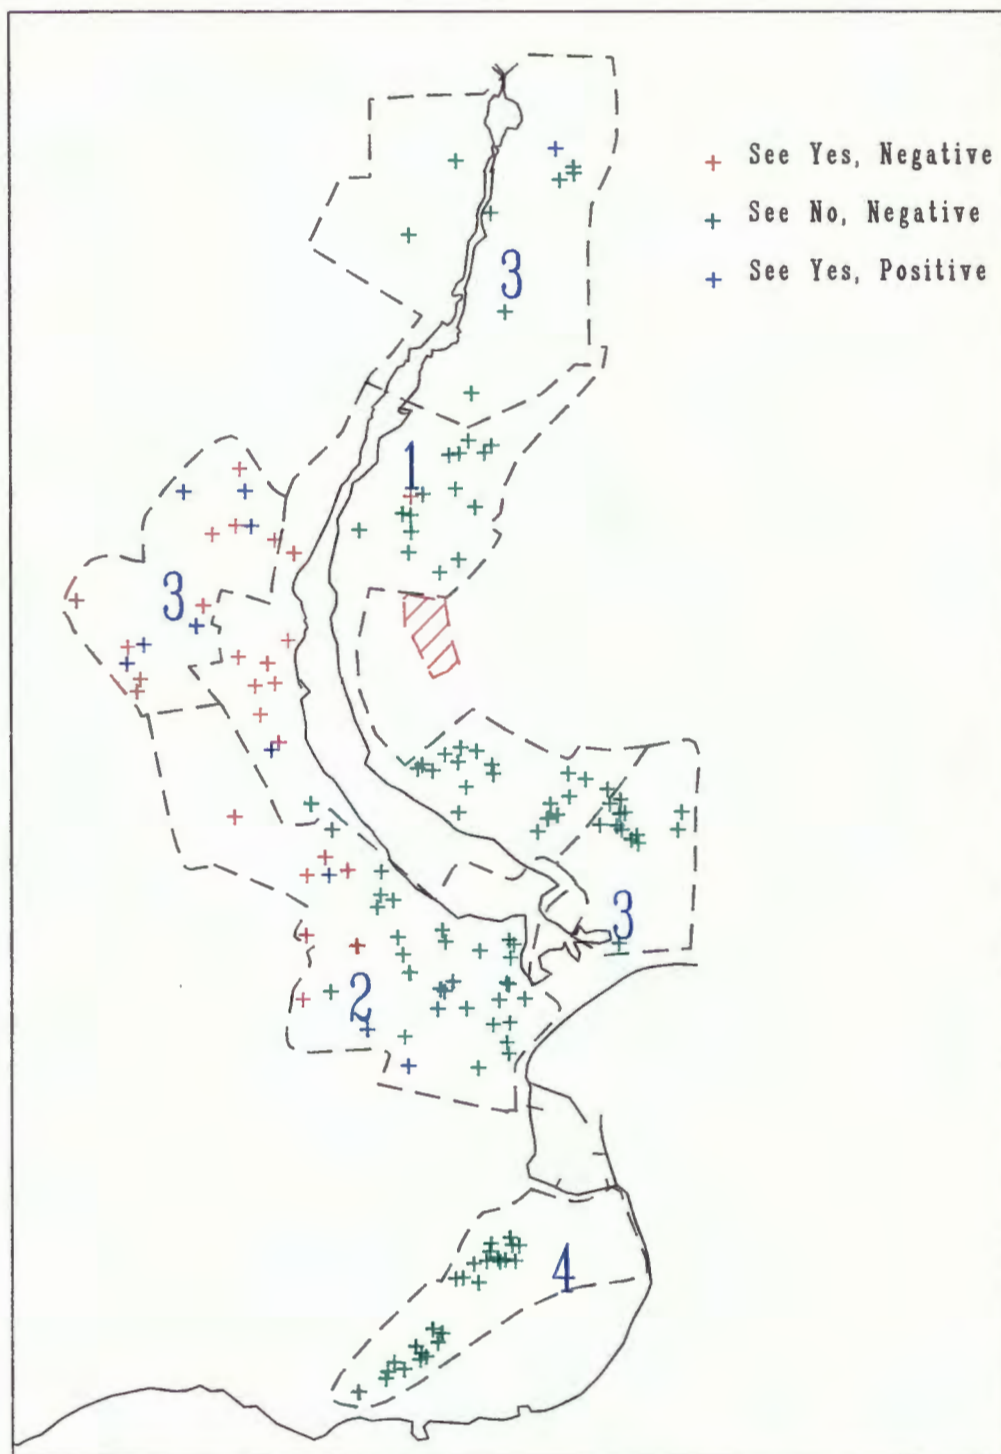 + See Yes, Negative
+ See No, Negative
+ See Yes, Positive
3
1
3
3
2
4